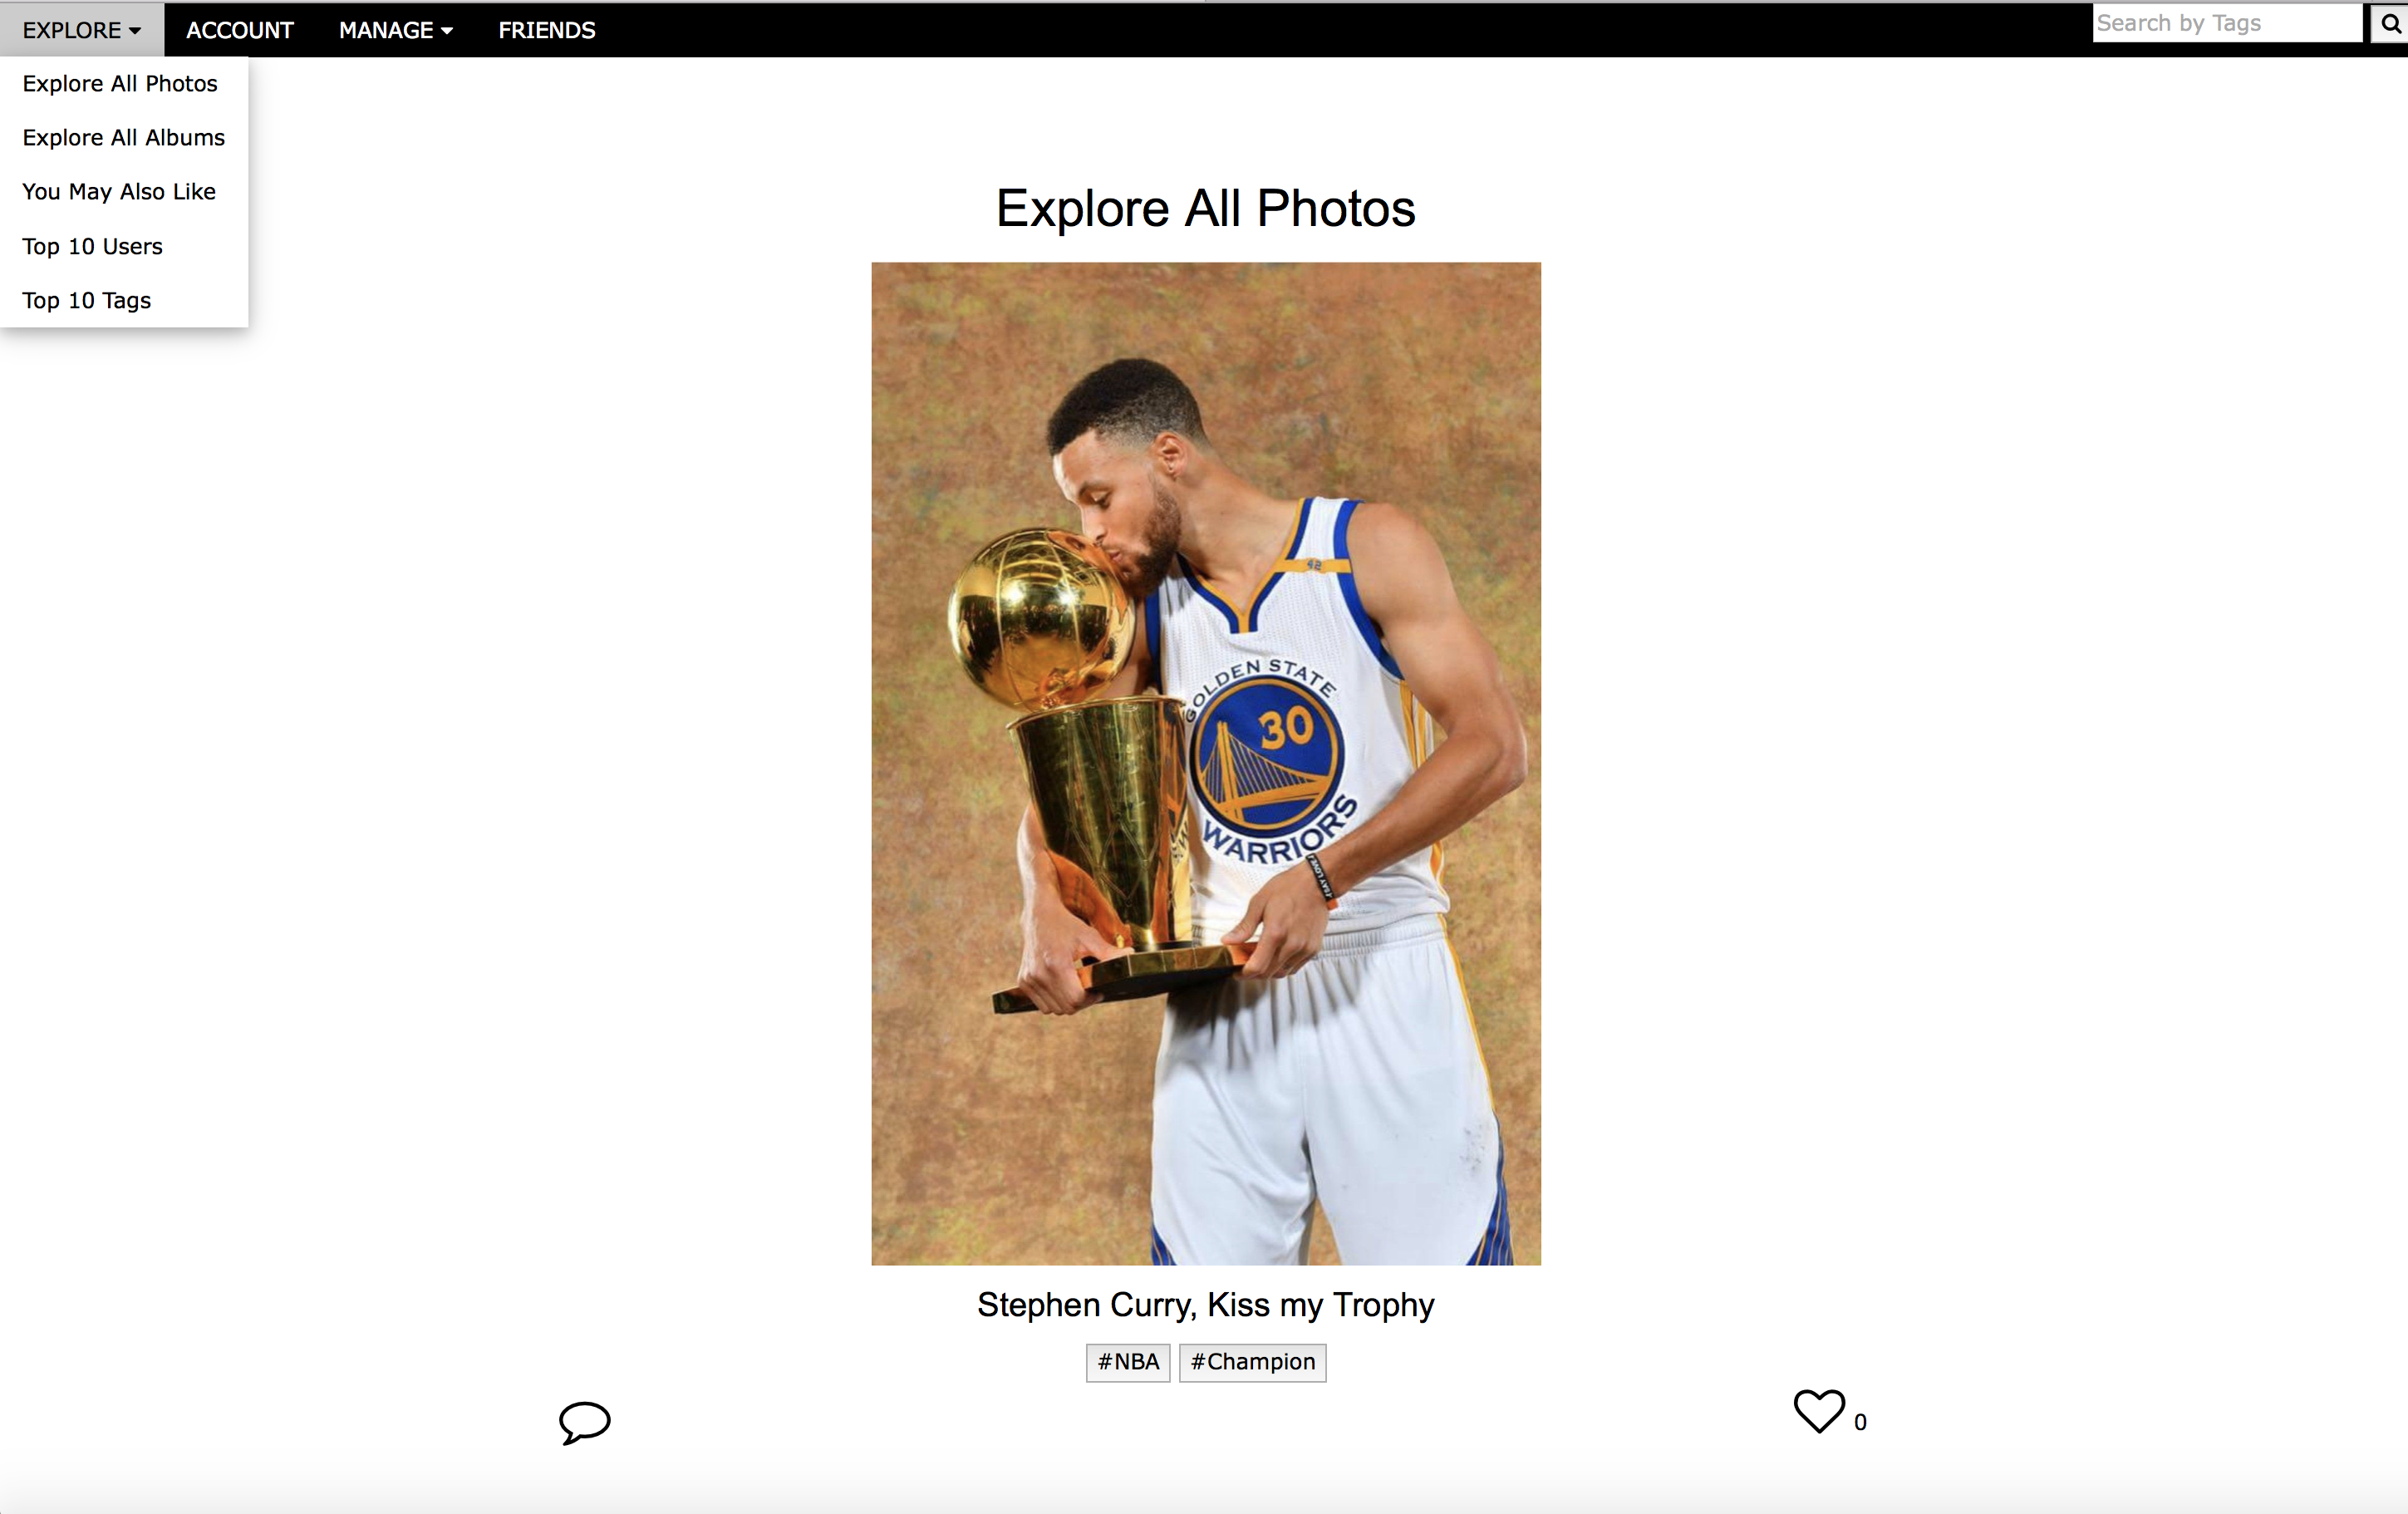 EXPLORE ACCOUNT MANAGE FRIENDS Search by Tags
Explore All Photos
Explore All Albums
You May Also Like
Top 10 Users
Top 10 Tags
Explore All Photos
42
GOLDEN STATE
30
WARRIORS
Stephen Curry, Kiss my Trophy
#NBA #Champion
0